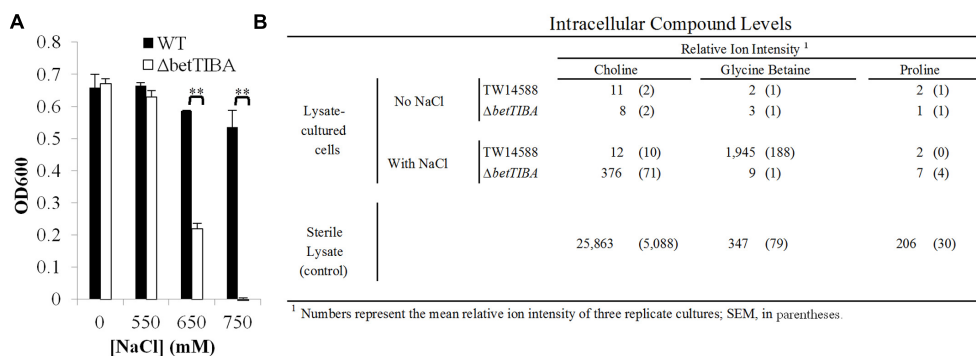 A
WT
ΔbetTIBA
0.8
0.7
0.6
0.5
0.4
0.3
0.2
0.1
0
OD600
**
**
0 550 650 750
[NaCl] (mM)
B
Intracellular Compound Levels
Relative Ion Intensity 1
Choline Glycine Betaine Proline
Lysate-cultured cells
No NaCl
TW14588 11 (2) 2 (1) 2 (1)
ΔbetTIBA 8 (2) 3 (1) 1 (1)
With NaCl
TW14588 12 (10) 1,945 (188) 2 (0)
ΔbetTIBA 376 (71) 9 (1) 7 (4)
Sterile
Lysate
(control)
25,863 (5,088) 347 (79) 206 (30)
1 Numbers represent the mean relative ion intensity of three replicate cultures; SEM, in parentheses.